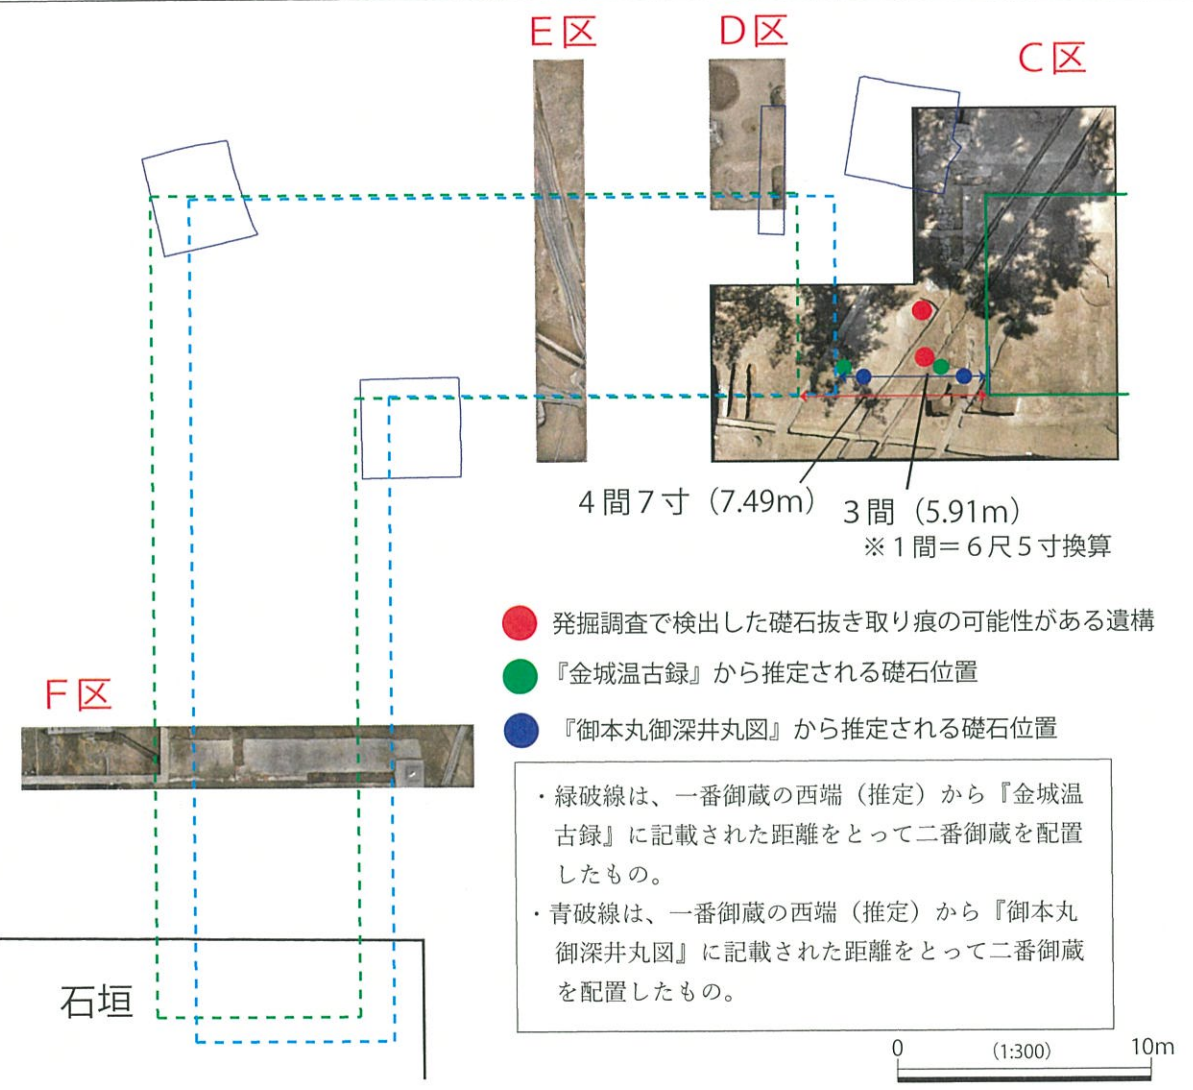 E区
D区
C区
4間7寸（7.49m）
3間（5.91m）
※1間＝6尺5寸換算
発掘調査で検出した礎石抜き取り痕の可能性がある遺構
『金城温古録』から推定される礎石位置
『御本丸御深井丸図』から推定される礎石位置
F区
・緑破線は、一番御蔵の西端（推定）から『金城温
古録』に記載された距離をとって二番御蔵を配置
したもの。
・青破線は、一番御蔵の西端（推定）から『御本丸
御深井丸図』に記載された距離をとって二番御蔵
を配置したもの。
石垣
0
(1:300)
10m